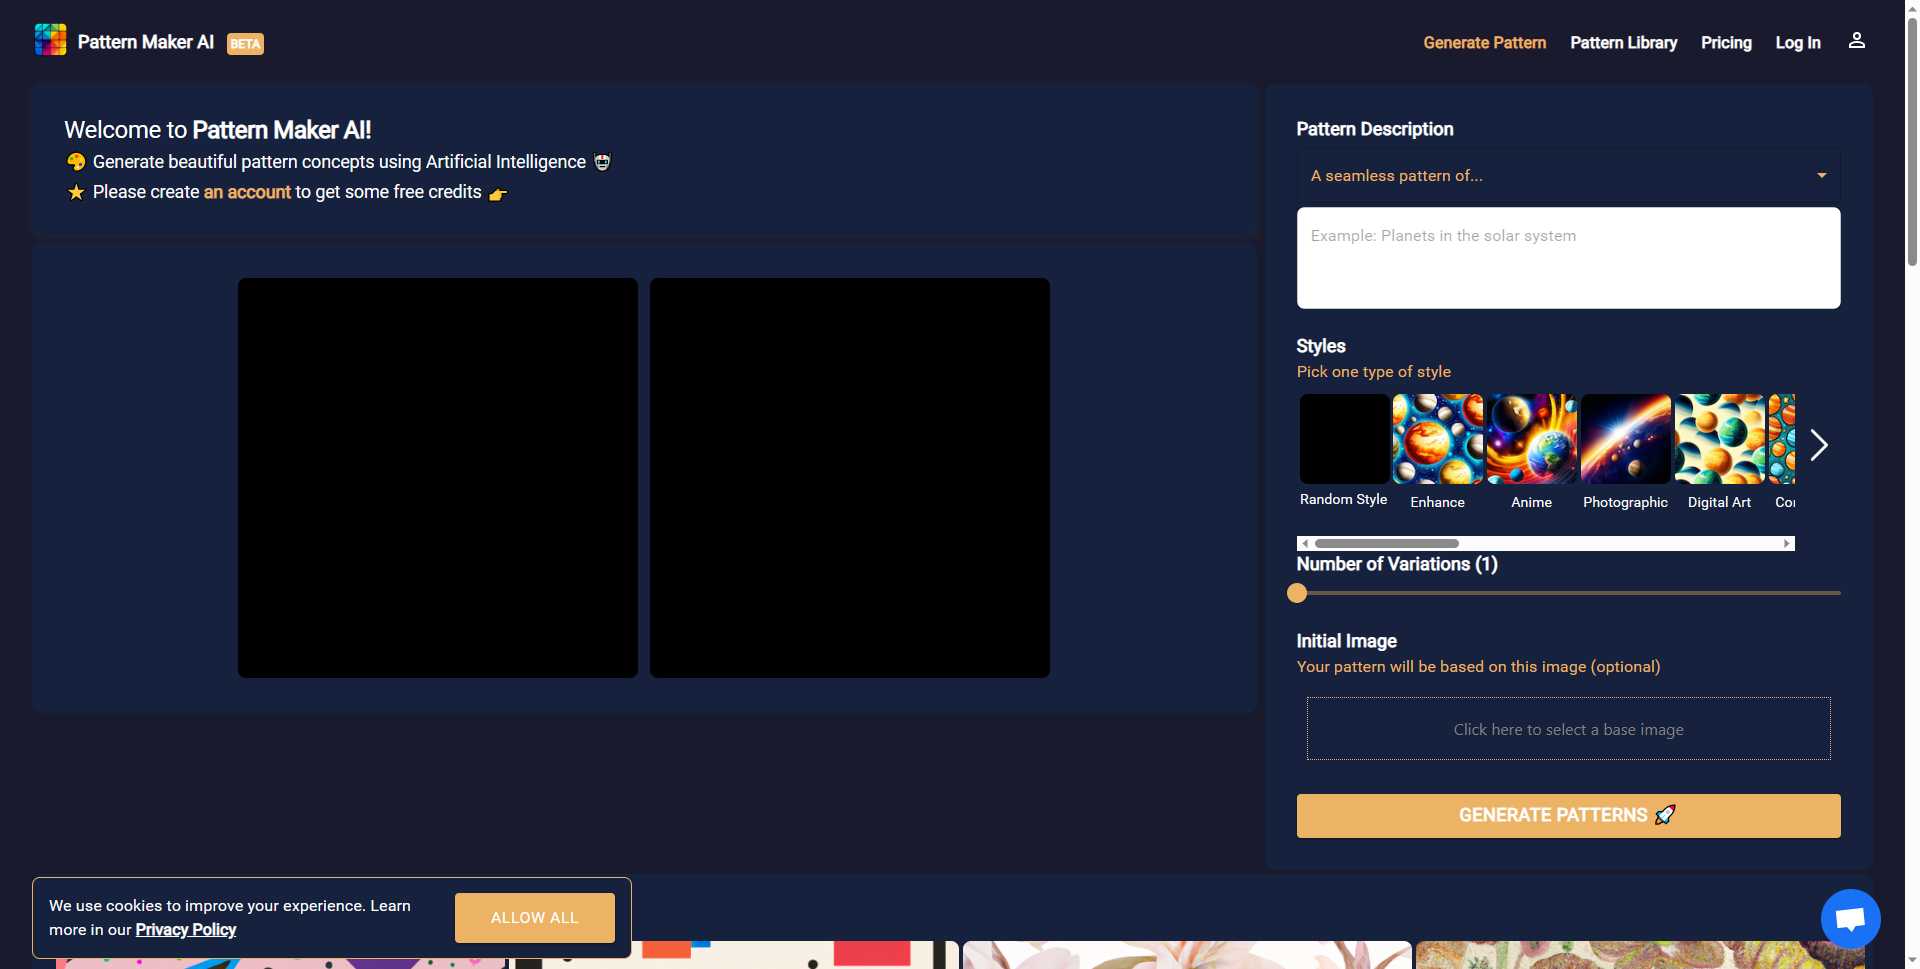 Pattern Maker AI BETA
Generate Pattern Pattern Library Pricing Log In
Welcome to Pattern Maker AI!
Generate beautiful pattern concepts using Artificial Intelligence
Please create an account to get some free credits
Pattern Description
A seamless pattern of...
Example: Planets in the solar system
Styles
Pick one type of style
Random Style Enhance Anime Photographic Digital Art Co
Number of Variations (1)
Initial Image
Your pattern will be based on this image (optional)
Click here to select a base image
GENERATE PATTERNS
We use cookies to improve your experience. Learn
more in our Privacy Policy
ALLOW ALL